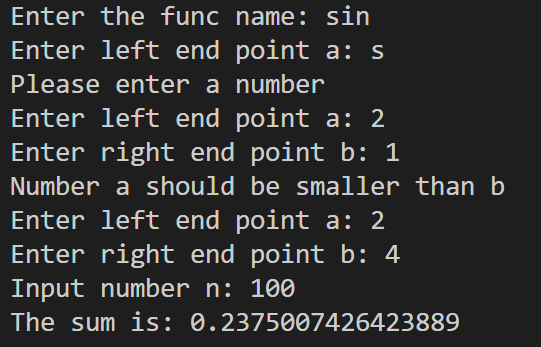 Enter the func name: sin
Enter left end point a: s
Please enter a number
Enter left end point a: 2
Enter right end point b: 1
Number a should be smaller than b
Enter left end point a: 2
Enter right end point b: 4
Input number n: 100
The sum is: 0.2375007426423889